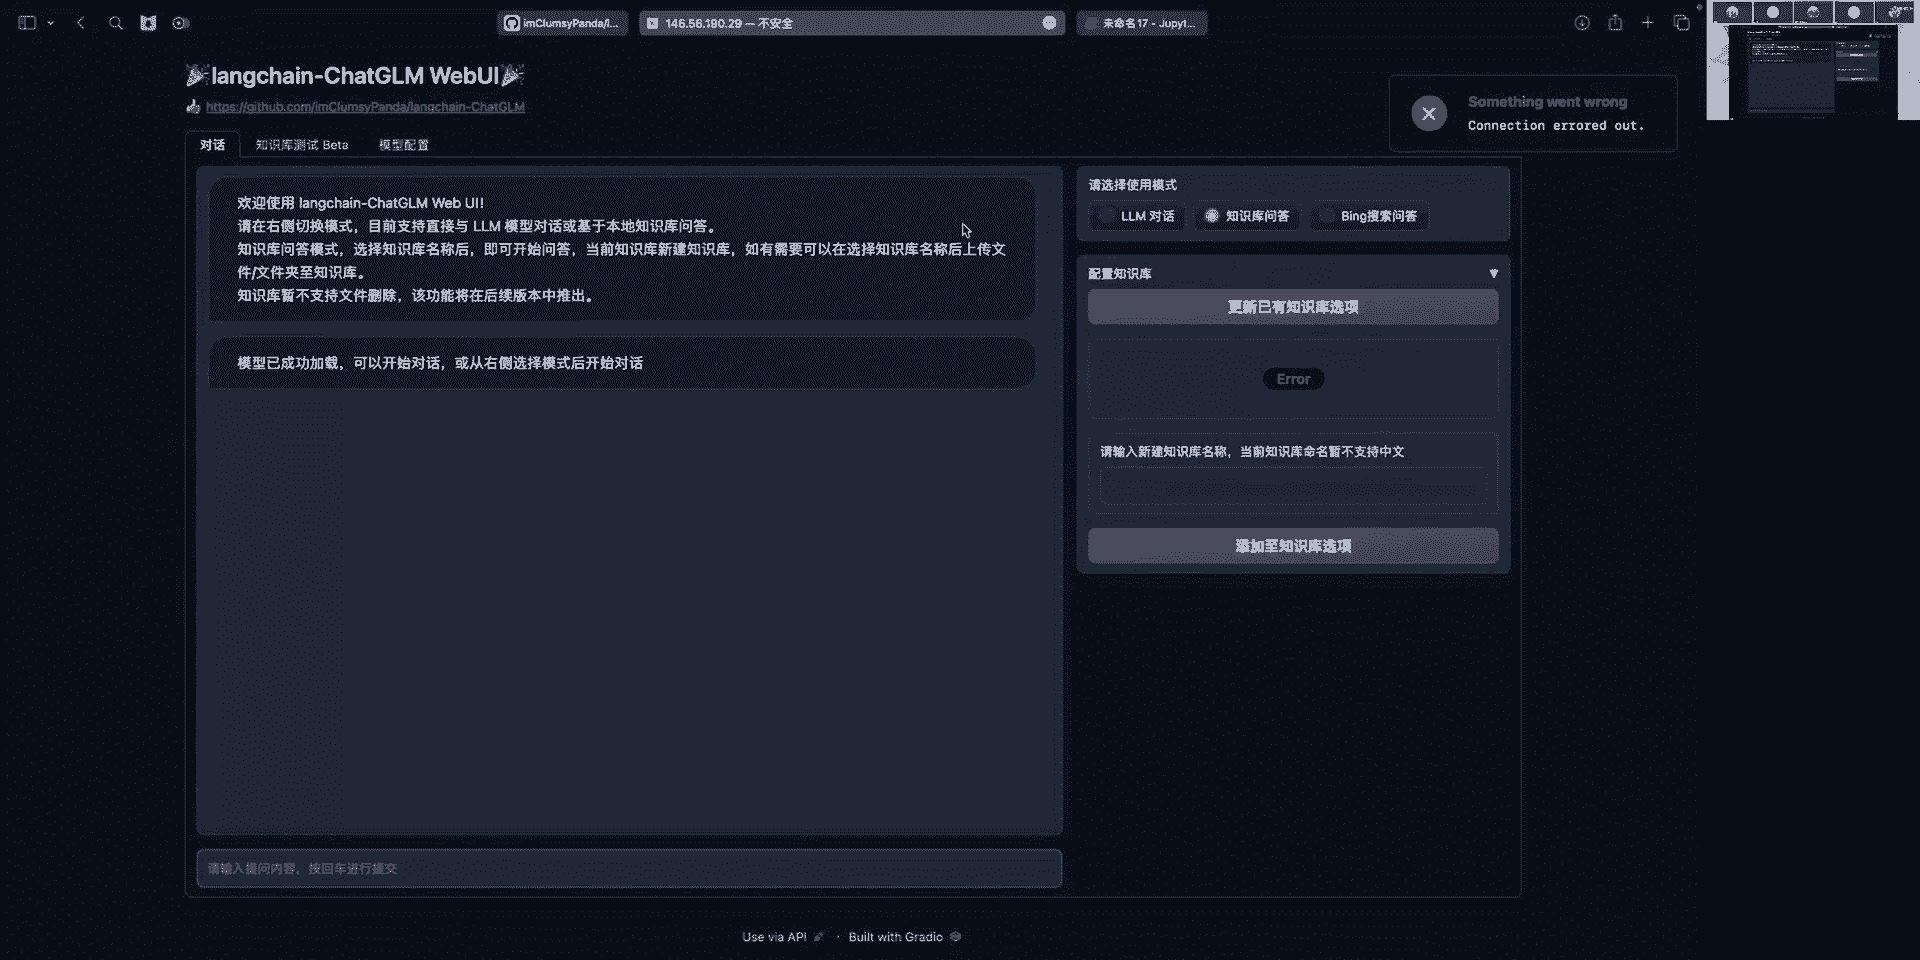 imClumsyPanda/l...
146.56.190.29 — 不安全
未命名17 - Jupyt...
langchain-ChatGLM WebUI
https://github.com/imClumsyPanda/langchain-ChatGLM
Something went wrong
Connection errored out.
对话
知识库测试 Beta
模型配置
欢迎使用 langchain-ChatGLM Web UI!
请在右侧切换模式，目前支持直接与 LLM 模型对话或基于本地知识库问答。
知识库问答模式，选择知识库名称后，即可开始问答，当前知识库新建知识库，如有需要可以在选择知识库名称后上传文
件/文件夹至知识库。
知识库暂不支持文件删除，该功能将在后续版本中推出。
模型已成功加载，可以开始对话，或从右侧选择模式后开始对话
请输入提问内容，按回车进行提交
请选择使用模式
LLM 对话
知识库问答
Bing搜索问答
配置知识库
更新已有知识库选项
Error
请输入新建知识库名称，当前知识库命名暂不支持中文
添加至知识库选项
Use via API · Built with Gradio